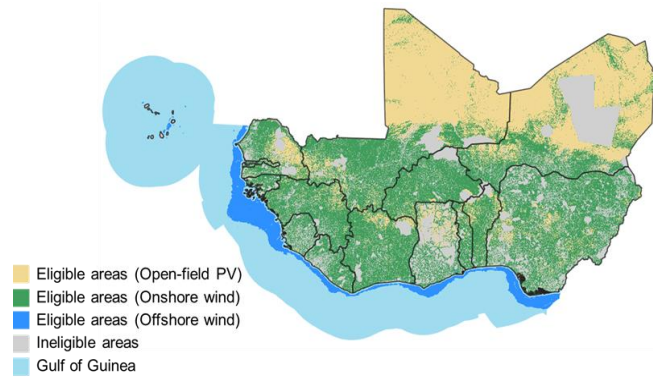 Eligible areas (Open-field PV)
Eligible areas (Onshore wind)
Eligible areas (Offshore wind)
Ineligible areas
Gulf of Guinea